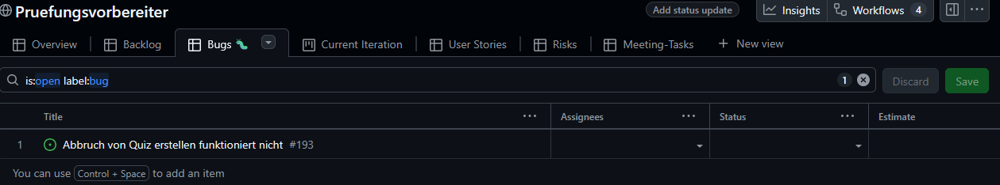 Pruefungsvorbereiter Add status update Insights Workflows 4
Overview Backlog Bugs 🐛 Current Iteration User Stories Risks Meeting-Tasks New view
is:open label:bug 1 Discard Save
Title Assignees Status Estimate
1 Abbruch von Quiz erstellen funktioniert nicht #193
You can use Control + Space to add an item